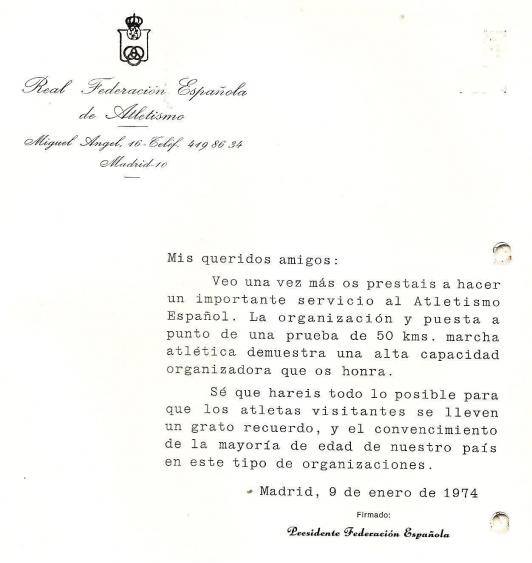 Real Federación Española
de Atletismo
Miguel Angel, 16 - Teléf. 419 86 34
Madrid-10
Mis queridos amigos:
Veo una vez más os prestais a hacer
un importante servicio al Atletismo
Español. La organización y puesta a
punto de una prueba de 50 kms. marcha
atlética demuestra una alta capacidad
organizadora que os honra.
Sé que hareis todo lo posible para
que los atletas visitantes se lleven
un grato recuerdo, y el convencimiento
de la mayoría de edad de nuestro país
en este tipo de organizaciones.
Madrid, 9 de enero de 1974
Firmado:
Presidente Federación Española